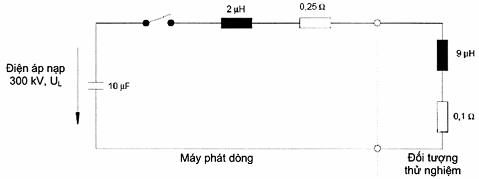 2 µH
0,25 Ω
Điện áp nạp
300 kV, UL
10 µF
9 µH
0,1 Ω
Máy phát dòng
Đối tượng
thử nghiệm